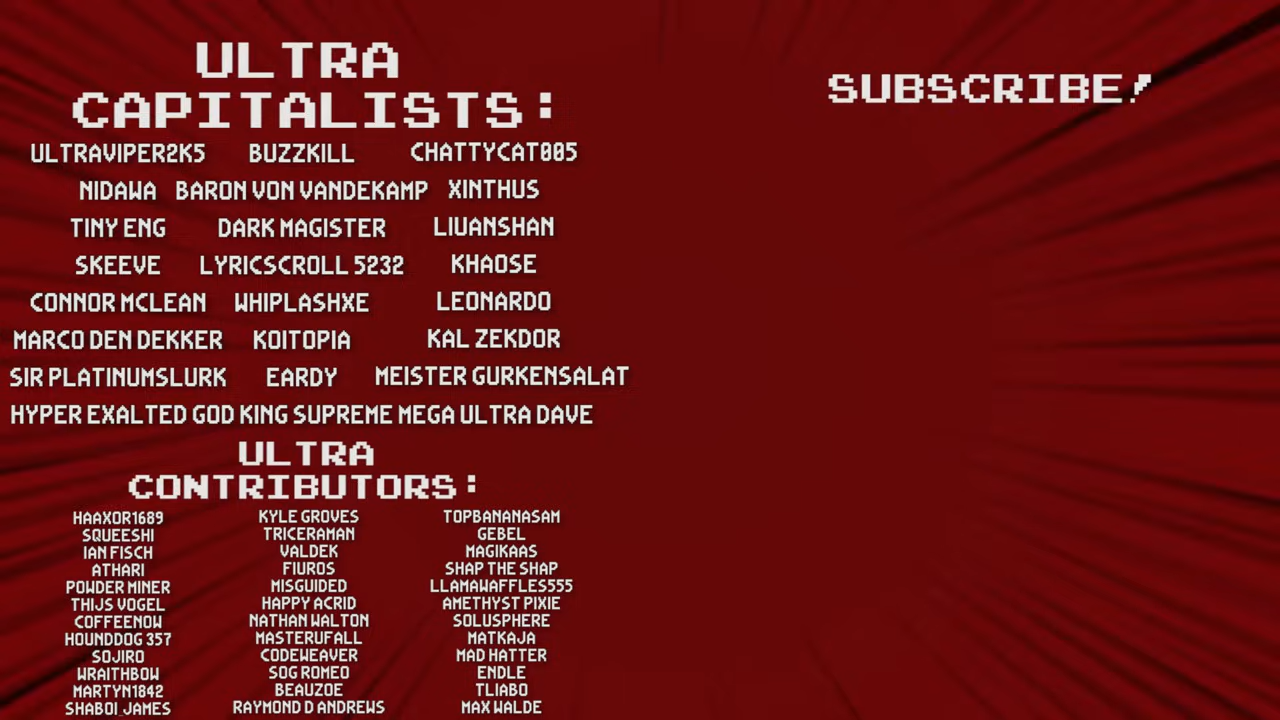 ULTRA
CAPITALISTS:
SUBSCRIBE!
ULTRAVIPER2K5 BUZZKILL CHATTYCAT005
NIDAWA BARON VON VANDEKAMP XINTHUS
TINY ENG DARK MAGISTER LIUANSHAN
SKEEVE LYRICSCROLL 5232 KHAOSE
CONNOR MCLEAN WHIPLASHXE LEONARDO
MARCO DEN DEKKER KOITOPIA KAL ZEKDOR
SIR PLATINUMSLURK EARDY MEISTER GURKENSALAT
HYPER EXALTED GOD KING SUPREME MEGA ULTRA DAVE
ULTRA
CONTRIBUTORS:
HAAXOR1689 KYLE GROVES TOPBANANASAM
SQUEESHI TRICERAMAN GEBEL
IAN FISCH VALDEK MAGIKAAS
ATHARI FIUROS SHAP THE SHAP
POWDER MINER MISGUIDED LLAMAWAFFLES555
THIJS VOGEL HAPPY ACRID AMETHYST PIXIE
COFFEENOW NATHAN WALTON SOLUSPHERE
HOUNDDOG 357 MASTERUFALL MATKAJA
SOJIRO CODEWEAVER MAD HATTER
WRAITHBOW SOG ROMEO ENDLE
MARTYN1842 BEAUZOE TLIABO
SHABOI_JAMES RAYMOND D ANDREWS MAX WALDE